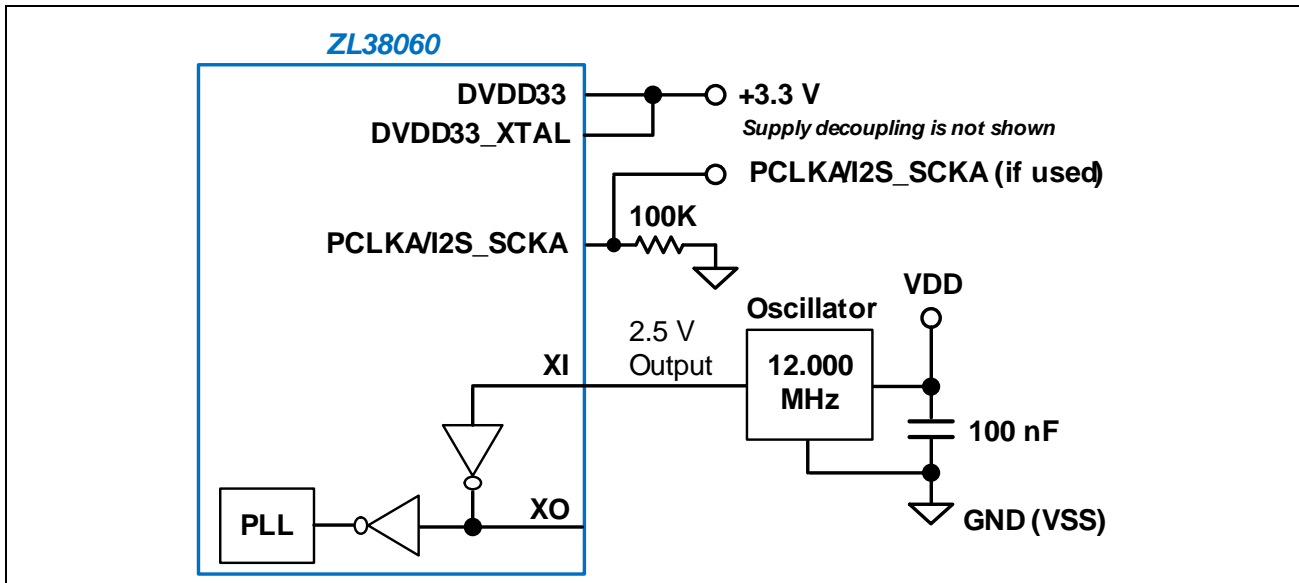 ZL38060
DVDD33
+3.3 V
DVDD33_XTAL
Supply decoupling is not shown
PCLKA/I2S_SCKA (if used)
100K
PCLKA/I2S_SCKA
VDD
Oscillator
2.5 V
Output
XI
12.000
MHz
100 nF
XO
PLL
GND (VSS)